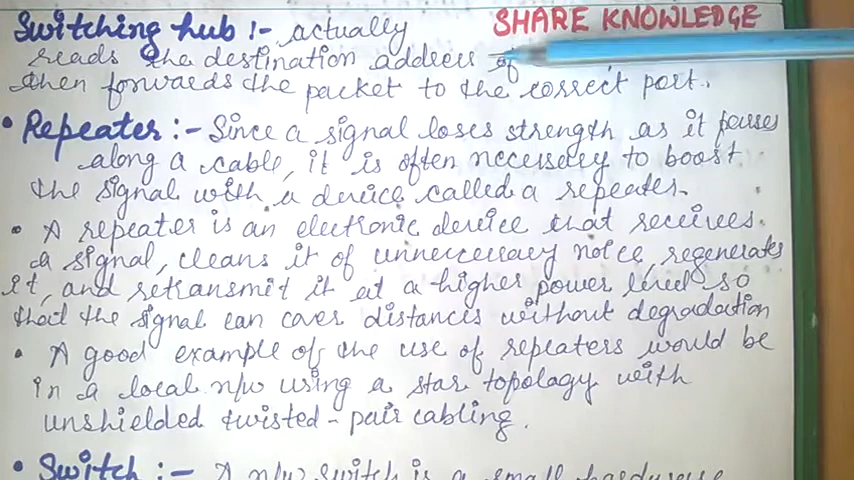 Switching hub :- actually
SHARE KNOWLEDGE
reads the destination address of
then forwards the packet to the correct port.
• Repeater :- Since a signal loses strength as it passes
along a cable, it is often necessary to boost
the signal with a device called a repeater.
• A repeater is an electronic device that receives
a signal, cleans it of unneccessary noice, regenerates
it, and retransmit it at a higher power level so
that the signal can cover distances without degradation
• A good example of the use of repeaters would be
in a local n/w using a star topology with
unshielded twisted-pair cabling.
• Switch :- A n/w switch is a small hardware